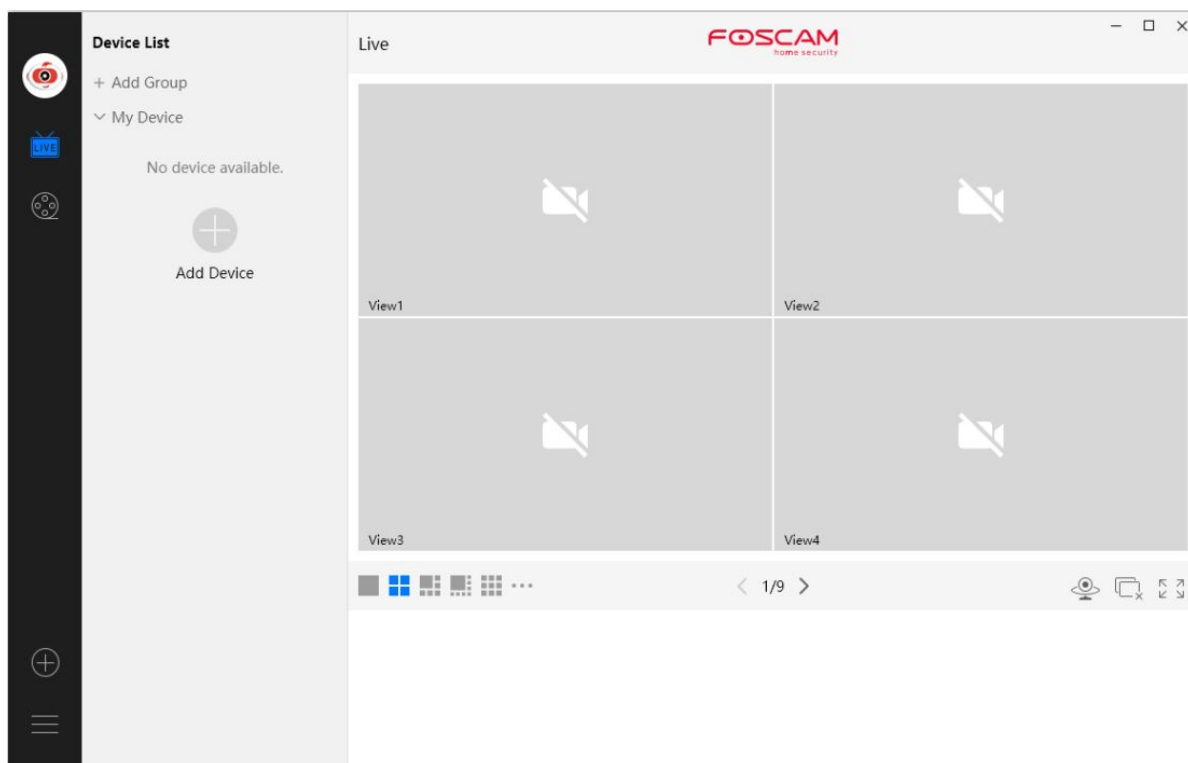 Device List
+ Add Group
My Device
No device available.
Add Device
LIVE
Live
FOSCAM
home security
View1
View2
View3
View4
1/9